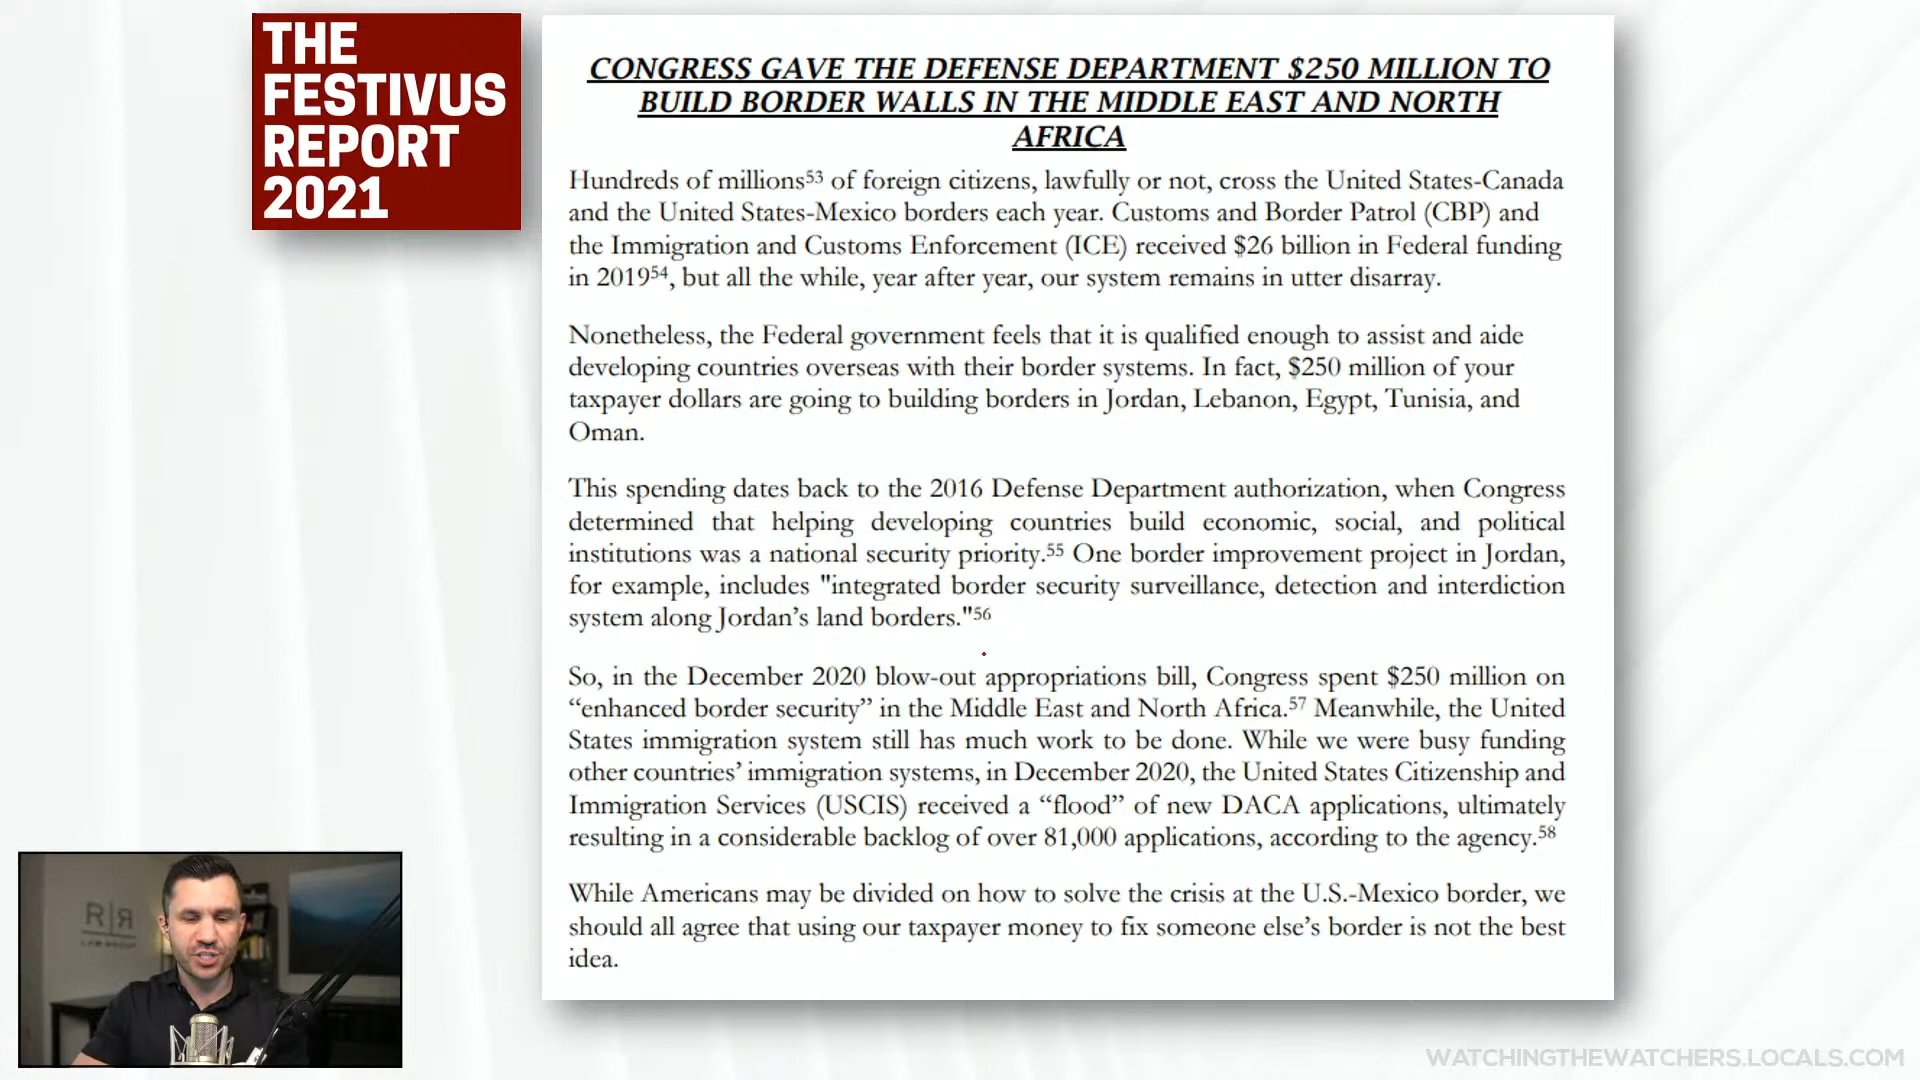 THE
FESTIVUS
REPORT
2021
CONGRESS GAVE THE DEFENSE DEPARTMENT $250 MILLION TO
BUILD BORDER WALLS IN THE MIDDLE EAST AND NORTH
AFRICA
Hundreds of millions⁵³ of foreign citizens, lawfully or not, cross the United States-Canada
and the United States-Mexico borders each year. Customs and Border Patrol (CBP) and
the Immigration and Customs Enforcement (ICE) received $26 billion in Federal funding
in 2019⁵⁴, but all the while, year after year, our system remains in utter disarray.
Nonetheless, the Federal government feels that it is qualified enough to assist and aide
developing countries overseas with their border systems. In fact, $250 million of your
taxpayer dollars are going to building borders in Jordan, Lebanon, Egypt, Tunisia, and
Oman.
This spending dates back to the 2016 Defense Department authorization, when Congress
determined that helping developing countries build economic, social, and political
institutions was a national security priority.⁵⁵ One border improvement project in Jordan,
for example, includes "integrated border security surveillance, detection and interdiction
system along Jordan’s land borders."⁵⁶
So, in the December 2020 blow-out appropriations bill, Congress spent $250 million on
“enhanced border security” in the Middle East and North Africa.⁵⁷ Meanwhile, the United
States immigration system still has much work to be done. While we were busy funding
other countries’ immigration systems, in December 2020, the United States Citizenship and
Immigration Services (USCIS) received a “flood” of new DACA applications, ultimately
resulting in a considerable backlog of over 81,000 applications, according to the agency.⁵⁸
While Americans may be divided on how to solve the crisis at the U.S.-Mexico border, we
should all agree that using our taxpayer money to fix someone else’s border is not the best
idea.
R|R
LAW GROUP
WATCHINGTHEWATCHERS.LOCALS.COM